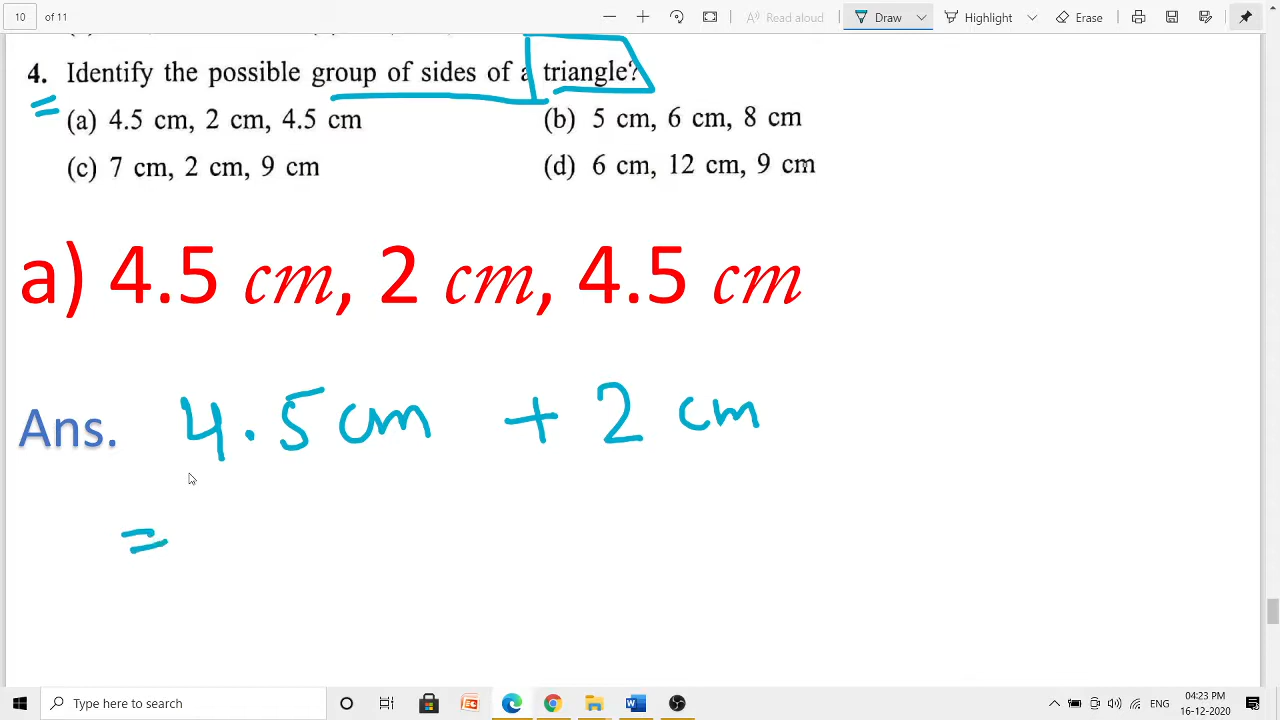 10 of 11
Read aloud
Draw
Highlight
Erase
4. Identify the possible group of sides of a triangle?
(a) 4.5 cm, 2 cm, 4.5 cm (b) 5 cm, 6 cm, 8 cm
(c) 7 cm, 2 cm, 9 cm (d) 6 cm, 12 cm, 9 cm
a) 4.5 cm, 2 cm, 4.5 cm
Ans. 4.5 cm + 2 cm
=
Type here to search
ENG
04:23 PM
16-12-2020